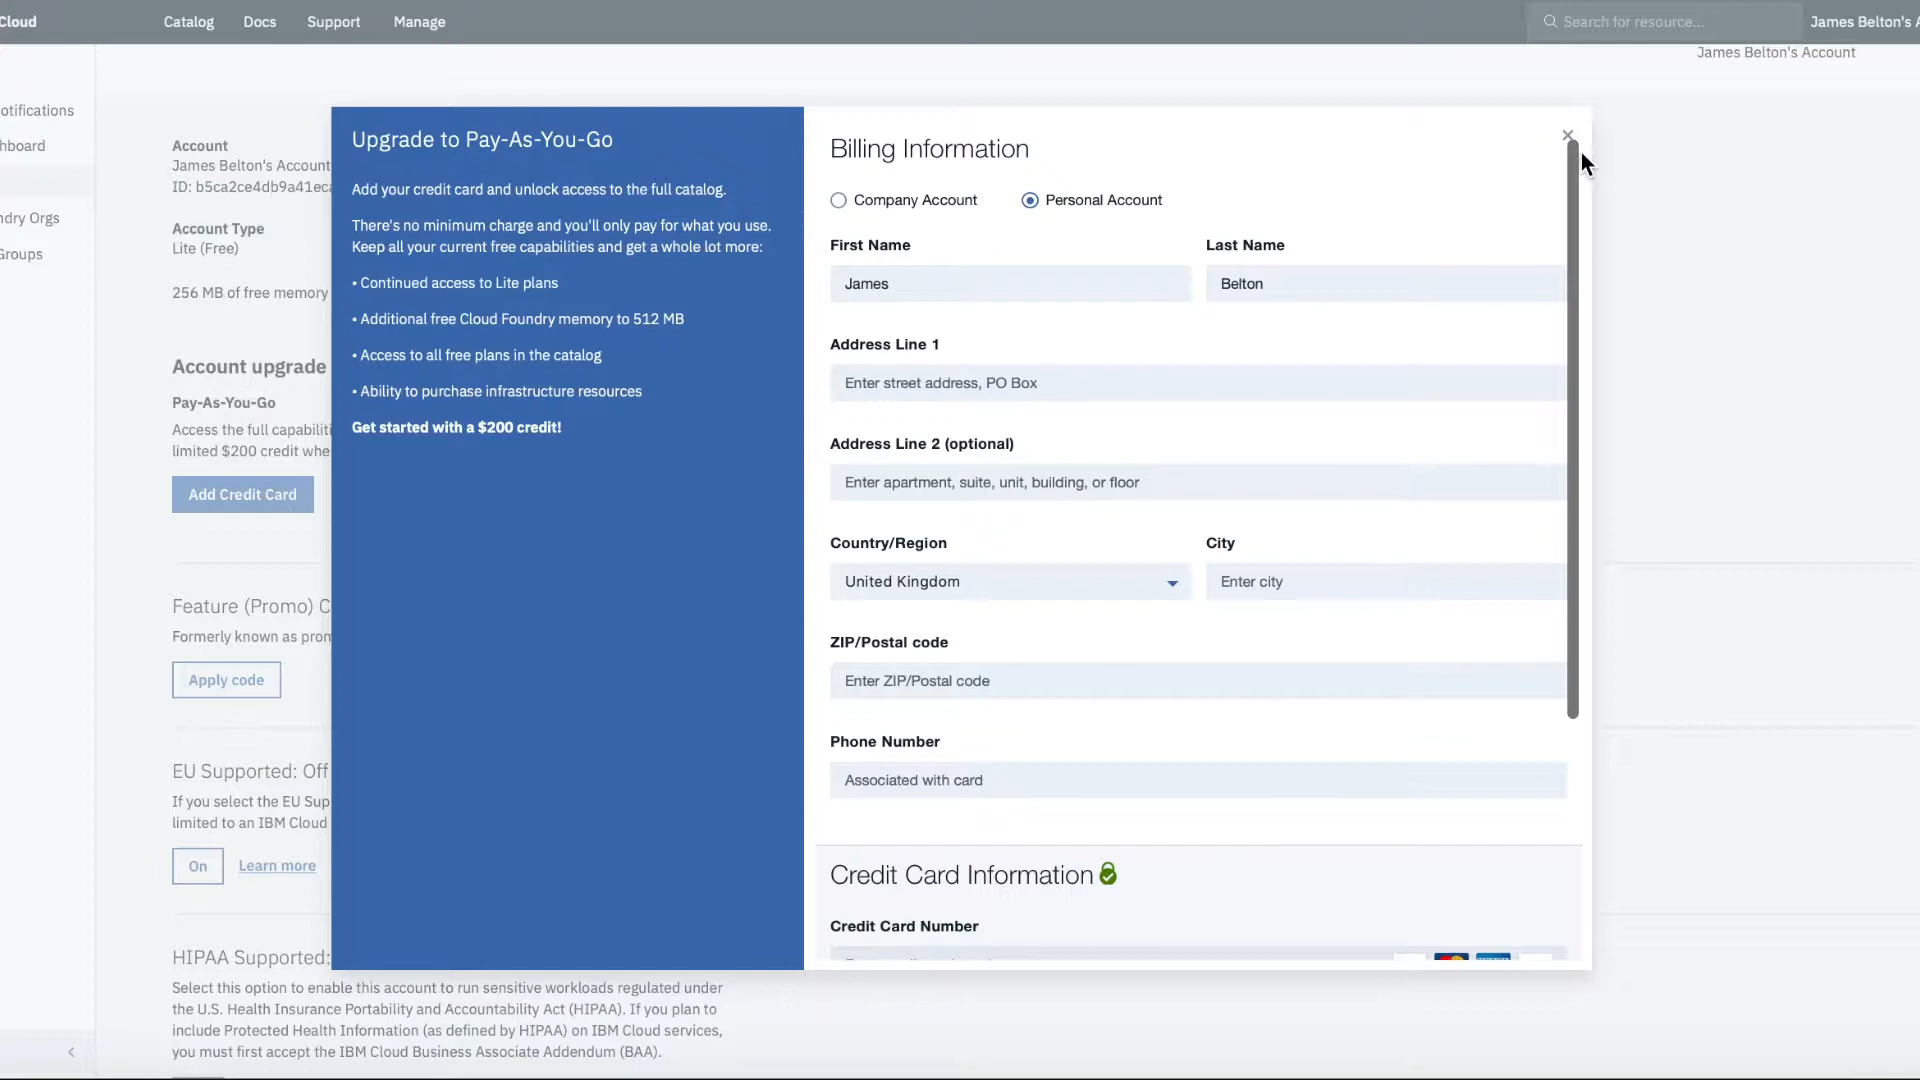 Cloud
Catalog
Docs
Support
Manage
Search for resource...
James Belton's A
James Belton's Account
otifications
hboard
ndry Orgs
Groups
Account
James Belton's Account
ID: b5ca2ce4db9a41eca
Account Type
Lite (Free)
256 MB of free memory
Account upgrade
Pay-As-You-Go
Access the full capabiliti
limited $200 credit whe
Add Credit Card
Feature (Promo) C
Formerly known as prom
Apply code
EU Supported: Off
If you select the EU Sup
limited to an IBM Cloud
On
Learn more
HIPAA Supported:
Select this option to enable this account to run sensitive workloads regulated under
the U.S. Health Insurance Portability and Accountability Act (HIPAA). If you plan to
include Protected Health Information (as defined by HIPAA) on IBM Cloud services,
you must first accept the IBM Cloud Business Associate Addendum (BAA).
Upgrade to Pay-As-You-Go
Add your credit card and unlock access to the full catalog.
There's no minimum charge and you'll only pay for what you use.
Keep all your current free capabilities and get a whole lot more:
• Continued access to Lite plans
• Additional free Cloud Foundry memory to 512 MB
• Access to all free plans in the catalog
• Ability to purchase infrastructure resources
Get started with a $200 credit!
Billing Information
Company Account
Personal Account
First Name
Last Name
James
Belton
Address Line 1
Enter street address, PO Box
Address Line 2 (optional)
Enter apartment, suite, unit, building, or floor
Country/Region
City
United Kingdom
Enter city
ZIP/Postal code
Enter ZIP/Postal code
Phone Number
Associated with card
Credit Card Information
Credit Card Number